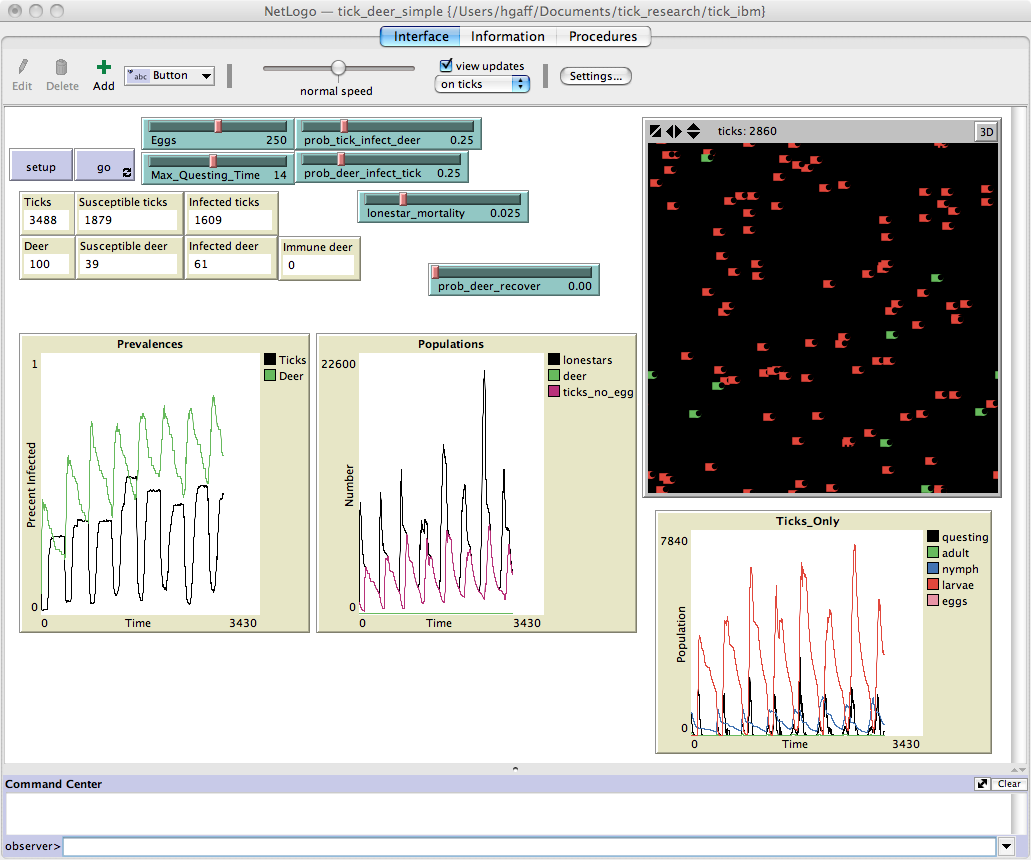 NetLogo — tick_deer_simple {/Users/hgaff/Documents/tick_research/tick_ibm}
Interface Information Procedures
Edit Delete Add abc Button normal speed view updates on ticks Settings...
Eggs 250 prob_tick_infect_deer 0.25
setup go Max_Questing_Time 14 prob_deer_infect_tick 0.25
Ticks Susceptible ticks Infected ticks
3488 1879 1609
lonestar_mortality 0.025
Deer Susceptible deer Infected deer Immune deer
100 39 61 0
prob_deer_recover 0.00
ticks: 2860 3D
Prevalences
1
Precent Infected
0
0 Time 3430
Ticks
Deer
Populations
22600
Number
0
0 Time 3430
lonestars
deer
ticks_no_egg
Ticks_Only
7840
Population
0
0 Time 3430
questing
adult
nymph
larvae
eggs
Command Center Clear
observer>